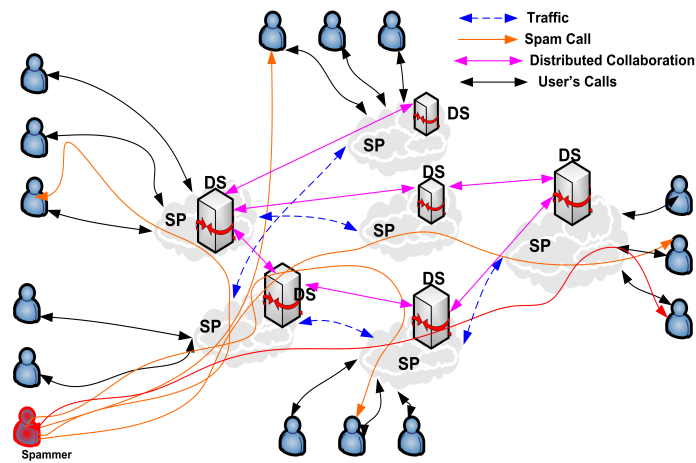 Traffic
Spam Call
Distributed Collaboration
User's Calls
DS
SP
DS
SP
DS
SP
DS
SP
DS
SP
DS
SP
Spammer